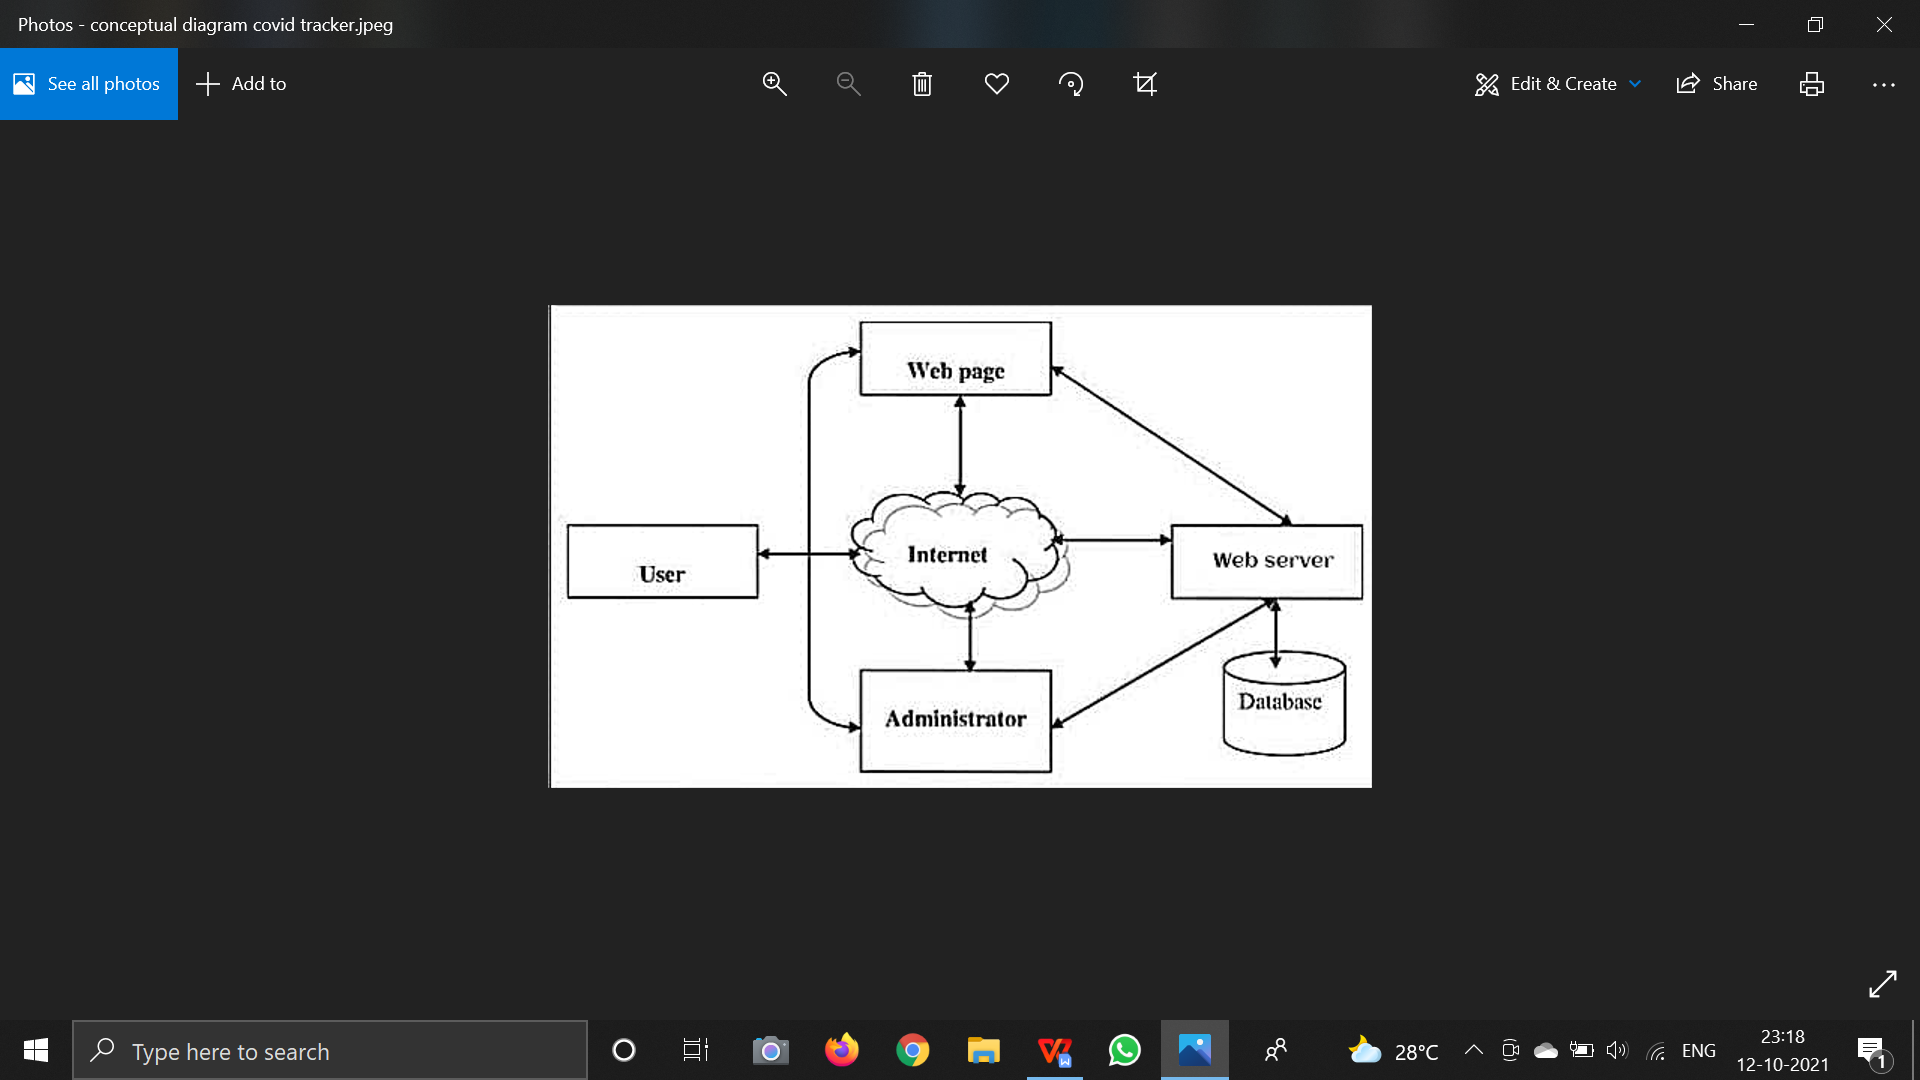 Photos - conceptual diagram covid tracker.jpeg
See all photos
Add to
Edit & Create
Share
Web page
Internet
User
Web server
Administrator
Database
Type here to search
28°C
ENG
23:18
12-10-2021
1